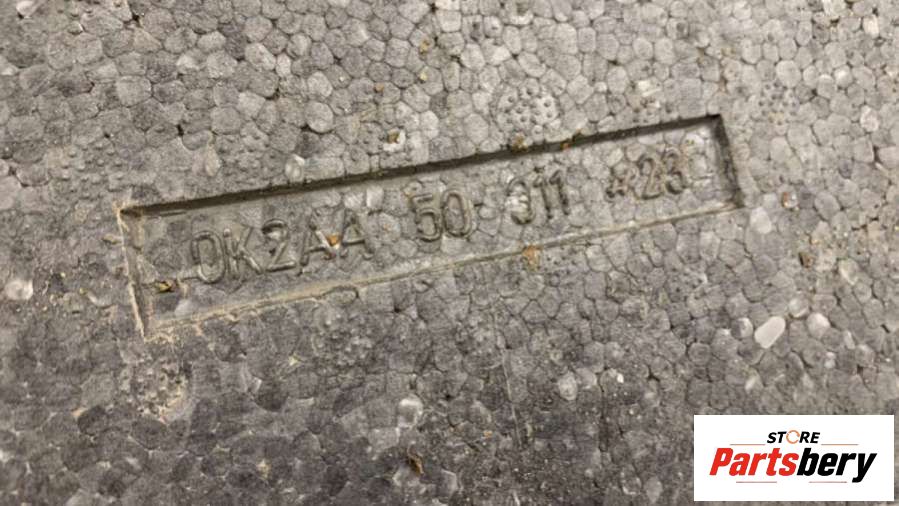 0K2AA 50 311 #23
STORE
Partsbery